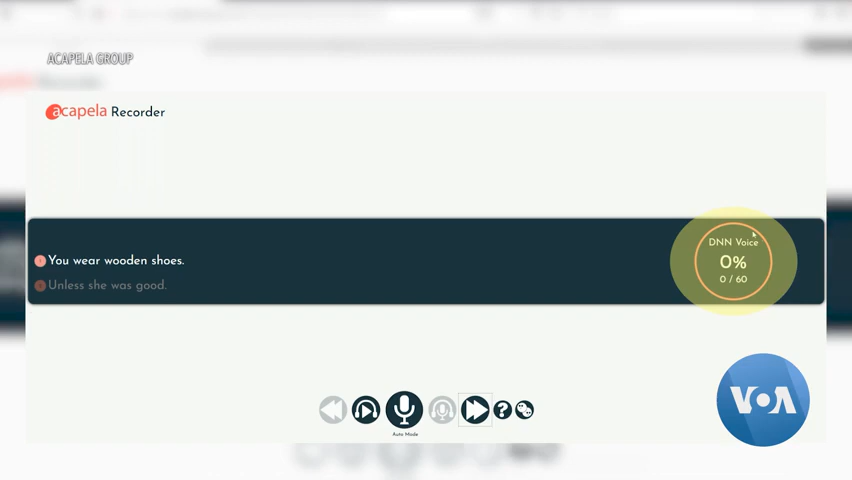 ACAPELA GROUP
acapela Recorder
DNN Voice
You wear wooden shoes.
0%
Unless she was good.
0 / 60
?
Auto Mode
VOA